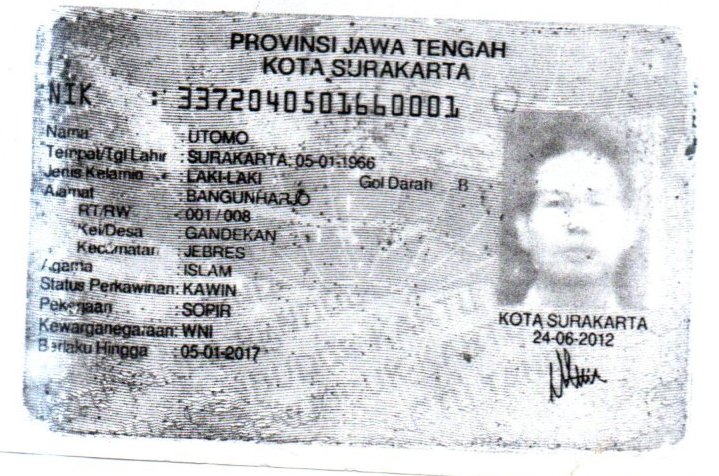 PROVINSI JAWA TENGAH
KOTA SURAKARTA
NIK : 3372040501660001
Nama : UTOMO
Tempat/Tgl Lahir : SURAKARTA, 05-01-1966
Jenis Kelamin : LAKI-LAKI Gol Darah B
Alamat : BANGUNHARJO
RT/RW : 001 / 008
Kel/Desa : GANDEKAN
Kecamatan : JEBRES
Agama : ISLAM
Status Perkawinan: KAWIN
Pekerjaan : SOPIR
Kewarganegaraan: WNI
Berlaku Hingga : 05-01-2017
KOTA SURAKARTA
24-06-2012